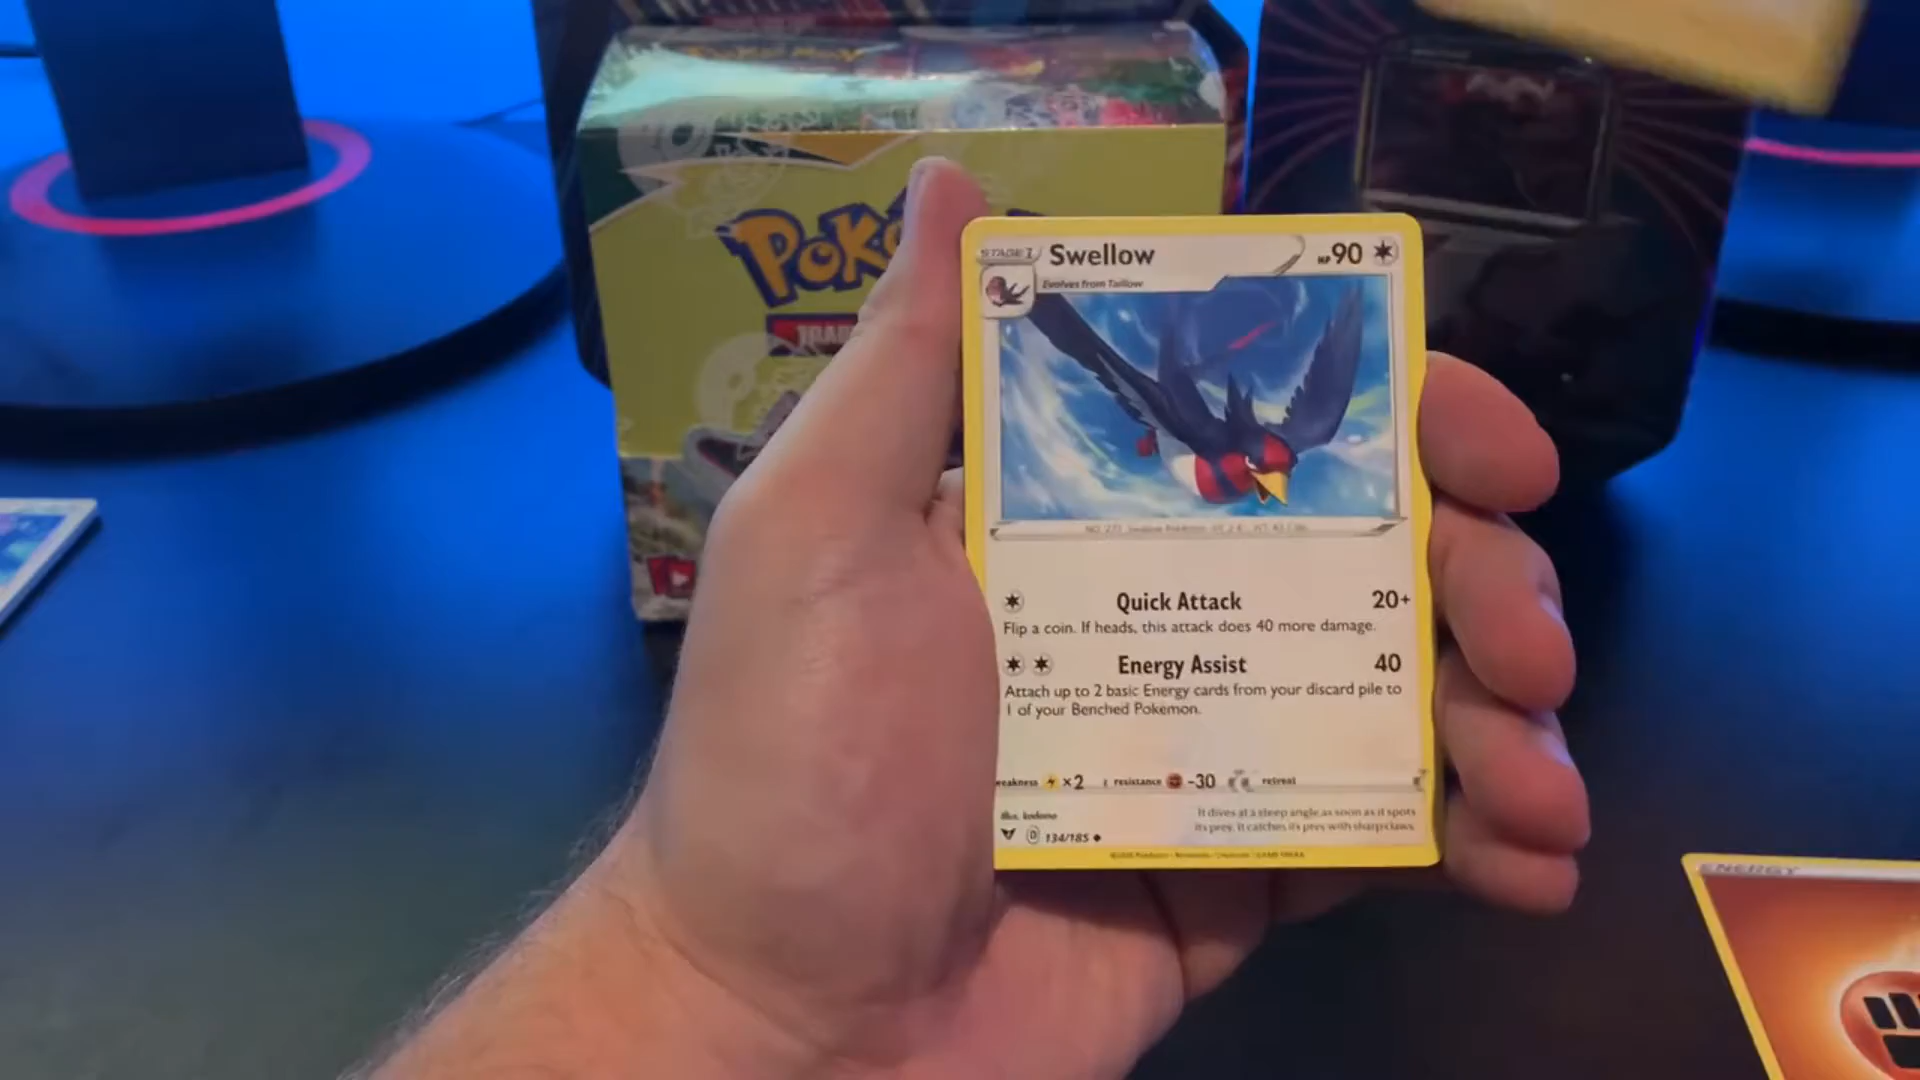 Poké
TRAD
STAGE 1
Swellow
HP 90
Evolves from Taillow
Quick Attack
20+
Flip a coin. If heads, this attack does 40 more damage.
Energy Assist
40
Attach up to 2 basic Energy cards from your discard pile to
1 of your Benched Pokémon.
weakness ×2 resistance -30 retreat
Illus. kodama
It dives at a steep angle as soon as it spots
its prey. It catches its prey with sharp claws.
D 134/185
ENERGY